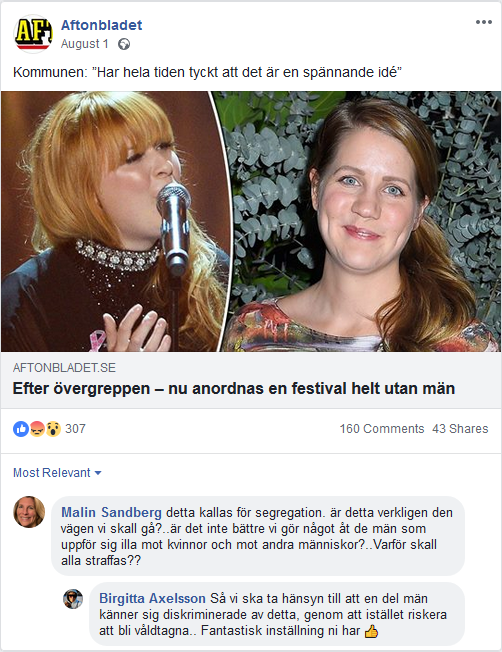 AF
Aftonbladet
August 1
Kommunen: ”Har hela tiden tyckt att det är en spännande idé”
AFTONBLADET.SE
Efter övergreppen – nu anordnas en festival helt utan män
307
160 Comments 43 Shares
Most Relevant
Malin Sandberg detta kallas för segregation. är detta verkligen den
vägen vi skall gå?..är det inte bättre vi gör något åt de män som
uppför sig illa mot kvinnor och mot andra människor?..Varför skall
alla straffas??
Birgitta Axelsson Så vi ska ta hänsyn till att en del män
känner sig diskriminerade av detta, genom att istället riskera
att bli våldtagna.. Fantastisk inställning ni har 👍